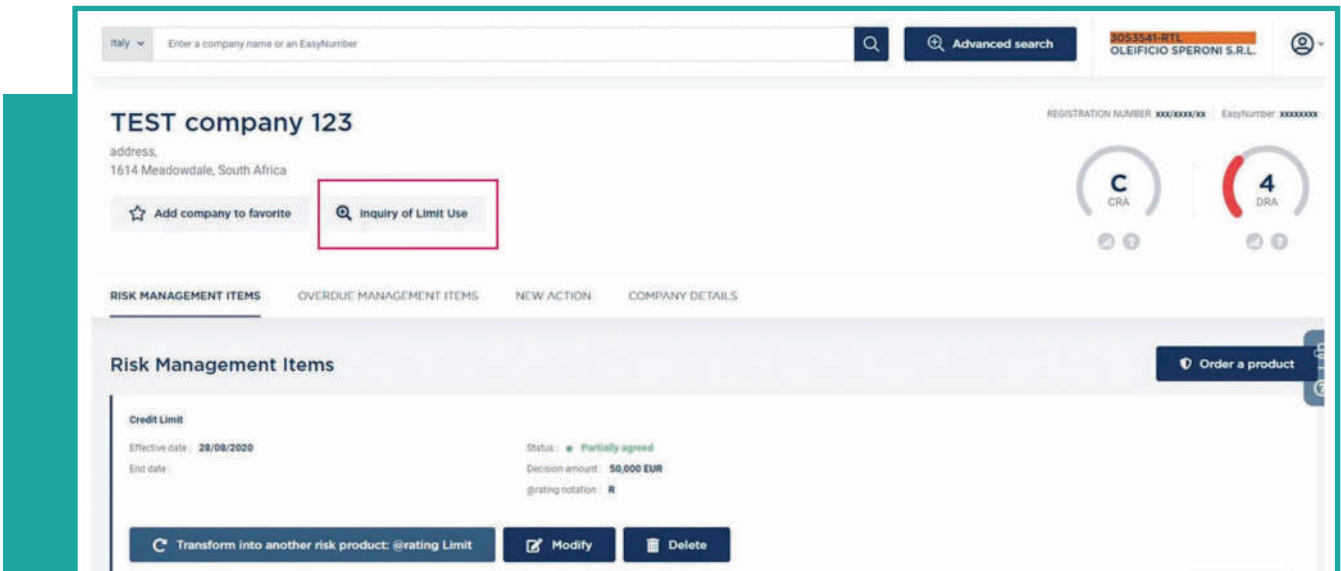 Italy Enter a company name or an EasyNumber Advanced search 3053541-RTL
OLEIFICIO SPERONI S.R.L.
TEST company 123
REGISTRATION NUMBER xxx/xxxx/xx EasyNumber xxxxxxxx
address,
1614 Meadowdale, South Africa
C
CRA
4
DRA
Add company to favorite Inquiry of Limit Use
RISK MANAGEMENT ITEMS OVERDUE MANAGEMENT ITEMS NEW ACTION COMPANY DETAILS
Risk Management Items
Order a product
Credit Limit
Effective date : 28/08/2020 Status : Partially agreed
End date : Decision amount : 50,000 EUR
@rating notation : R
Transform into another risk product: @rating Limit Modify Delete